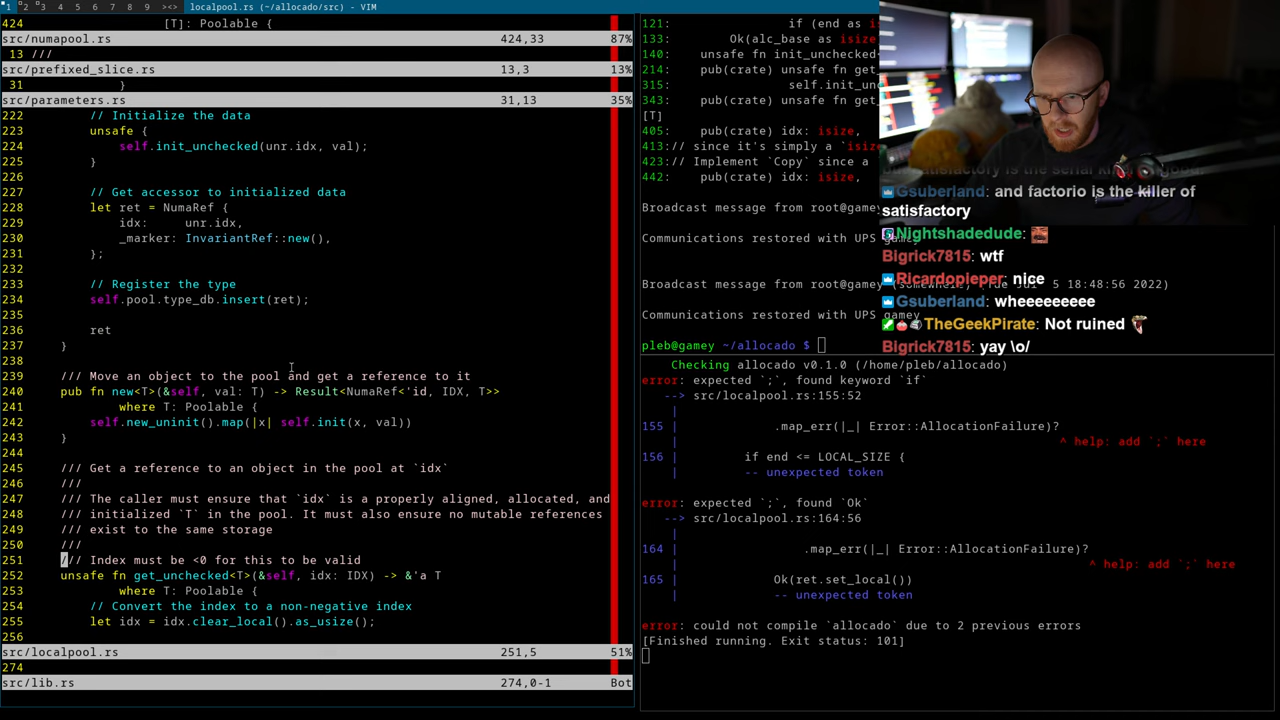 1 2 3 4 5 6 7 8 9 ><> localpool.rs (~/allocado/src) - VIM
424 [T]: Poolable {
src/numapool.rs 424,33 87%
13 ///
src/prefixed_slice.rs 13,3 13%
31 }
src/parameters.rs 31,13 35%
222 // Initialize the data
223 unsafe {
224 self.init_unchecked(unr.idx, val);
225 }
226
227 // Get accessor to initialized data
228 let ret = NumaRef {
229 idx: unr.idx,
230 _marker: InvariantRef::new(),
231 };
232
233 // Register the type
234 self.pool.type_db.insert(ret);
235
236 ret
237 }
238
239 /// Move an object to the pool and get a reference to it
240 pub fn new<T>(&self, val: T) -> Result<NumaRef<'id, IDX, T>>
241 where T: Poolable {
242 self.new_uninit().map(|x| self.init(x, val))
243 }
244
245 /// Get a reference to an object in the pool at `idx`
246 ///
247 /// The caller must ensure that `idx` is a properly aligned, allocated, and
248 /// initialized `T` in the pool. It must also ensure no mutable references
249 /// exist to the same storage
250 ///
251 /// Index must be <0 for this to be valid
252 unsafe fn get_unchecked<T>(&self, idx: IDX) -> &'a T
253 where T: Poolable {
254 // Convert the index to a non-negative index
255 let idx = idx.clear_local().as_usize();
256
src/localpool.rs 251,5 51%
274
src/lib.rs 274,0-1 Bot
121: if (end as is
133: Ok(alc_base as isize
140: unsafe fn init_unchecked
214: pub(crate) unsafe fn get_
315: self.init_un
343: pub(crate) unsafe fn get_
[T]
405: pub(crate) idx: isize,
413:// since it's simply a `isize
423:// Implement `Copy` since a
442: pub(crate) idx: isize,
Broadcast message from root@gamey
Communications restored with UPS gamey
Broadcast message from root@gamey 5 18:48:56 2022)
Communications restored with UPS gamey
pleb@gamey ~/allocado $
Gsuberland: and factorio is the killer of
satisfactory
Nightshadedude:
Bigrick7815: wtf
Ricardopieper: nice
Gsuberland: wheeeeeeeee
TheGeekPirate: Not ruined
Bigrick7815: yay \o/
Checking allocado v0.1.0 (/home/pleb/allocado)
error: expected `;`, found keyword `if`
--> src/localpool.rs:155:52
|
155 | .map_err(|_| Error::AllocationFailure)?
| ^ help: add `;` here
156 | if end <= LOCAL_SIZE {
| -- unexpected token
error: expected `;`, found `Ok`
--> src/localpool.rs:164:56
|
164 | .map_err(|_| Error::AllocationFailure)?
| ^ help: add `;` here
165 | Ok(ret.set_local())
| -- unexpected token
error: could not compile `allocado` due to 2 previous errors
[Finished running. Exit status: 101]